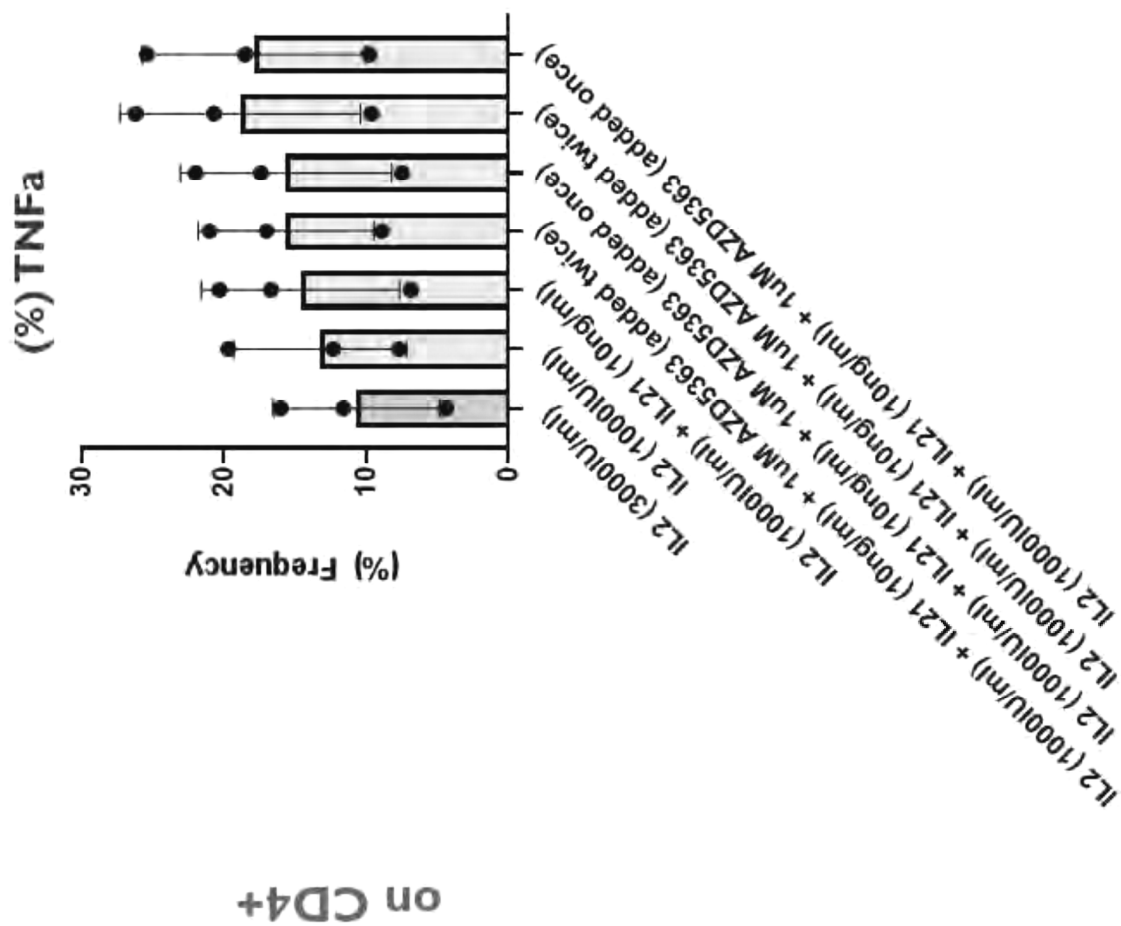 (%) TNFa
on CD4+
(%) Frequency
30
20
10
0
IL2 (3000IU/ml)
IL2 (1000IU/ml)
IL2 (1000IU/ml) + IL21 (10ng/ml)
IL2 (1000IU/ml) + IL21 (10ng/ml) + 1uM AZD5363 (added twice)
IL2 (1000IU/ml) + IL21 (10ng/ml) + 1uM AZD5363 (added once)
IL2 (1000IU/ml) + IL21 (10ng/ml) + 1uM AZD5363 (added twice)
IL2 (1000IU/ml) + IL21 (10ng/ml) + 1uM AZD5363 (added once)